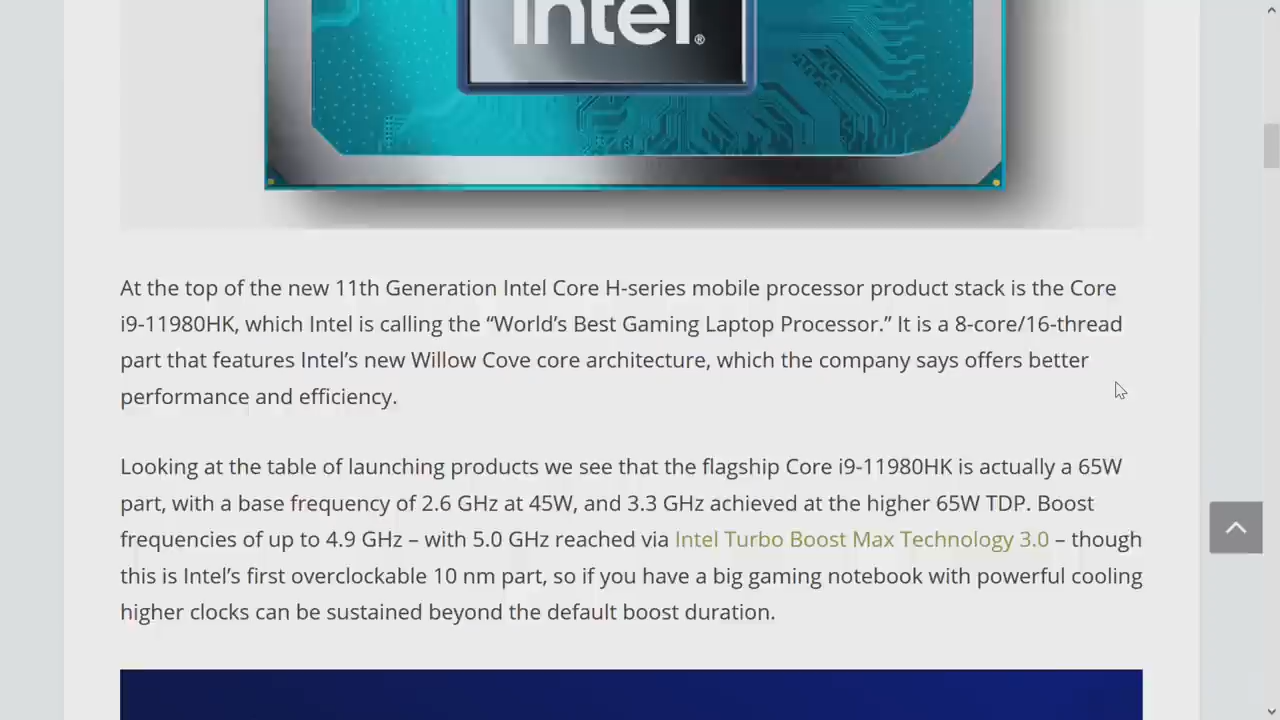 intel®
At the top of the new 11th Generation Intel Core H-series mobile processor product stack is the Core
i9-11980HK, which Intel is calling the “World’s Best Gaming Laptop Processor.” It is a 8-core/16-thread
part that features Intel’s new Willow Cove core architecture, which the company says offers better
performance and efficiency.
Looking at the table of launching products we see that the flagship Core i9-11980HK is actually a 65W
part, with a base frequency of 2.6 GHz at 45W, and 3.3 GHz achieved at the higher 65W TDP. Boost
frequencies of up to 4.9 GHz – with 5.0 GHz reached via Intel Turbo Boost Max Technology 3.0 – though
this is Intel’s first overclockable 10 nm part, so if you have a big gaming notebook with powerful cooling
higher clocks can be sustained beyond the default boost duration.